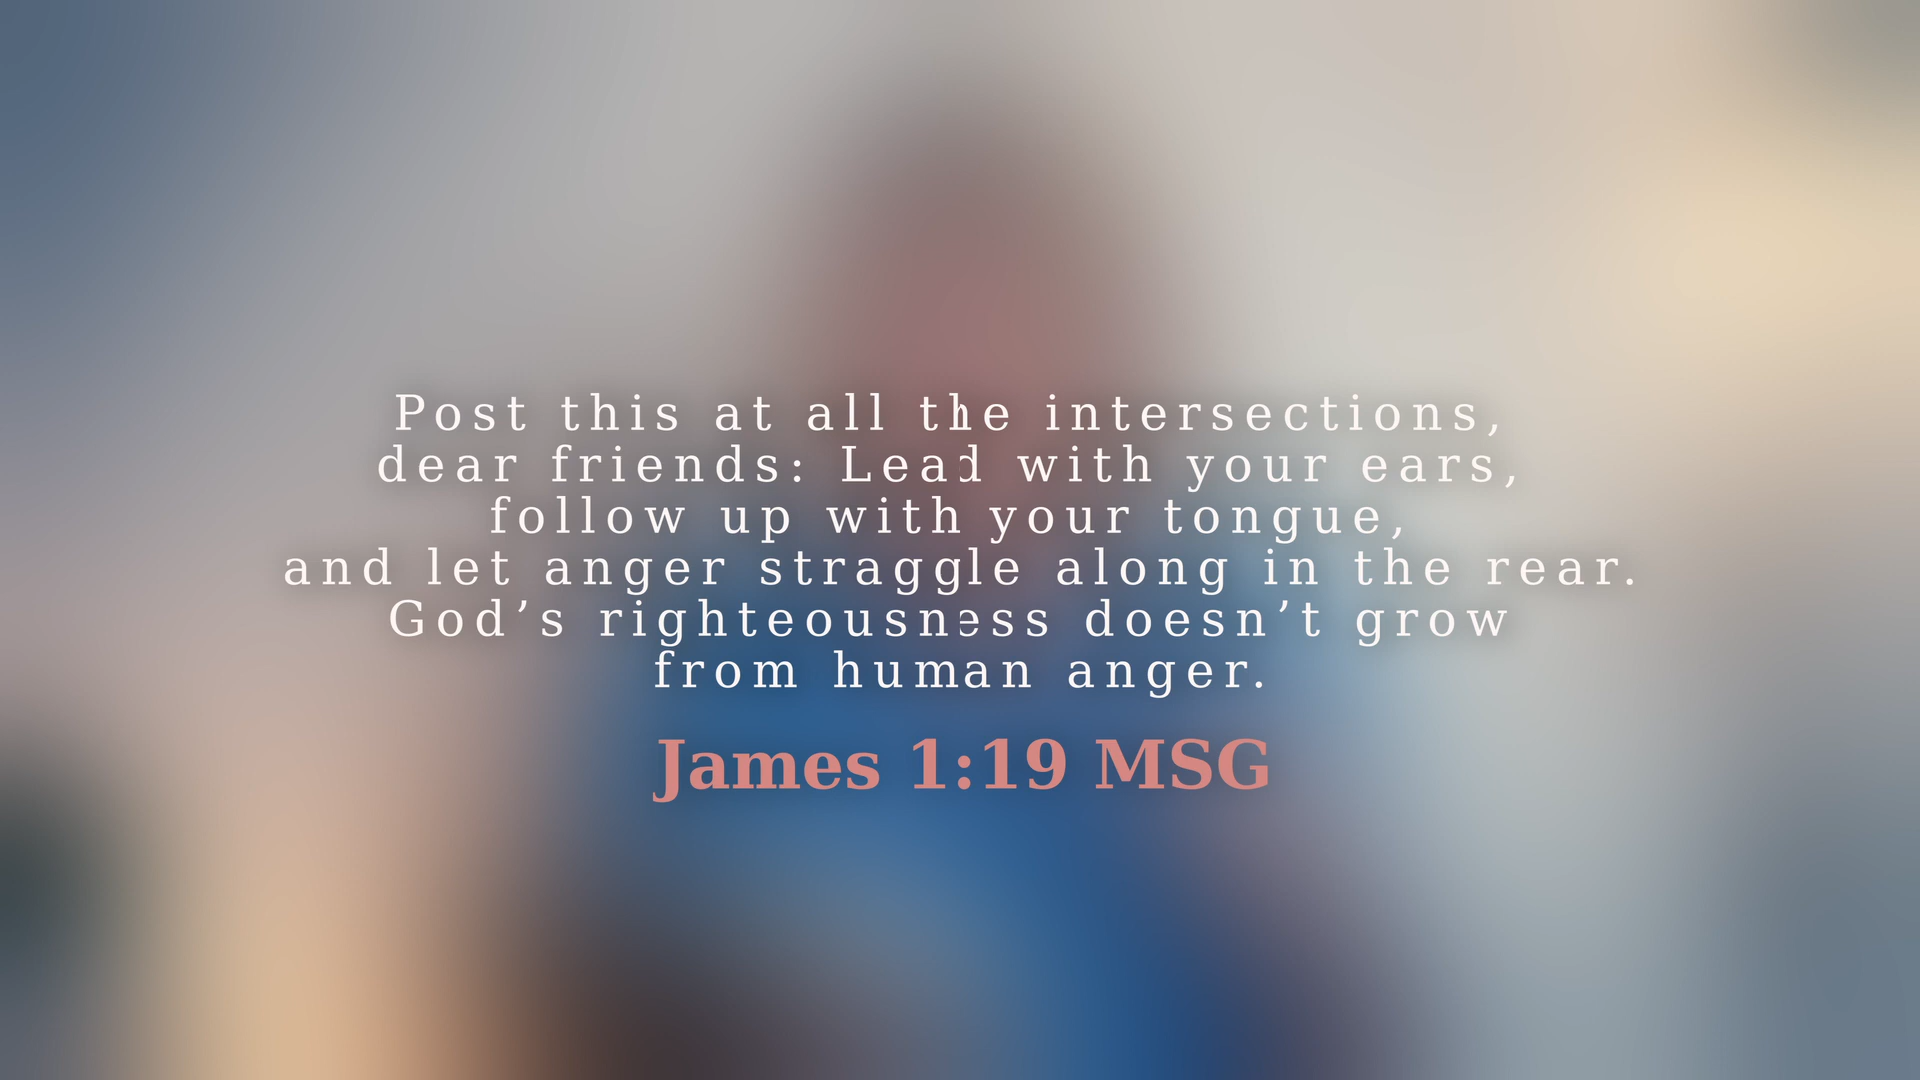 Post this at all the intersections,
dear friends: Lead with your ears,
follow up with your tongue,
and let anger straggle along in the rear.
God’s righteousness doesn’t grow
from human anger.
James 1:19 MSG